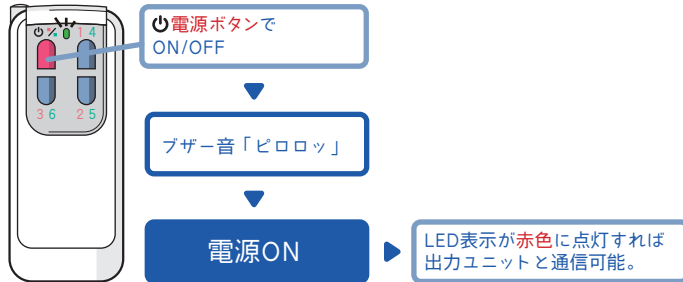 ⏻% 1 4
3 6 2 5
⏻電源ボタンで
ON/OFF
ブザー音「ピロロッ」
電源ON
LED表示が赤色に点灯すれば
出力ユニットと通信可能。